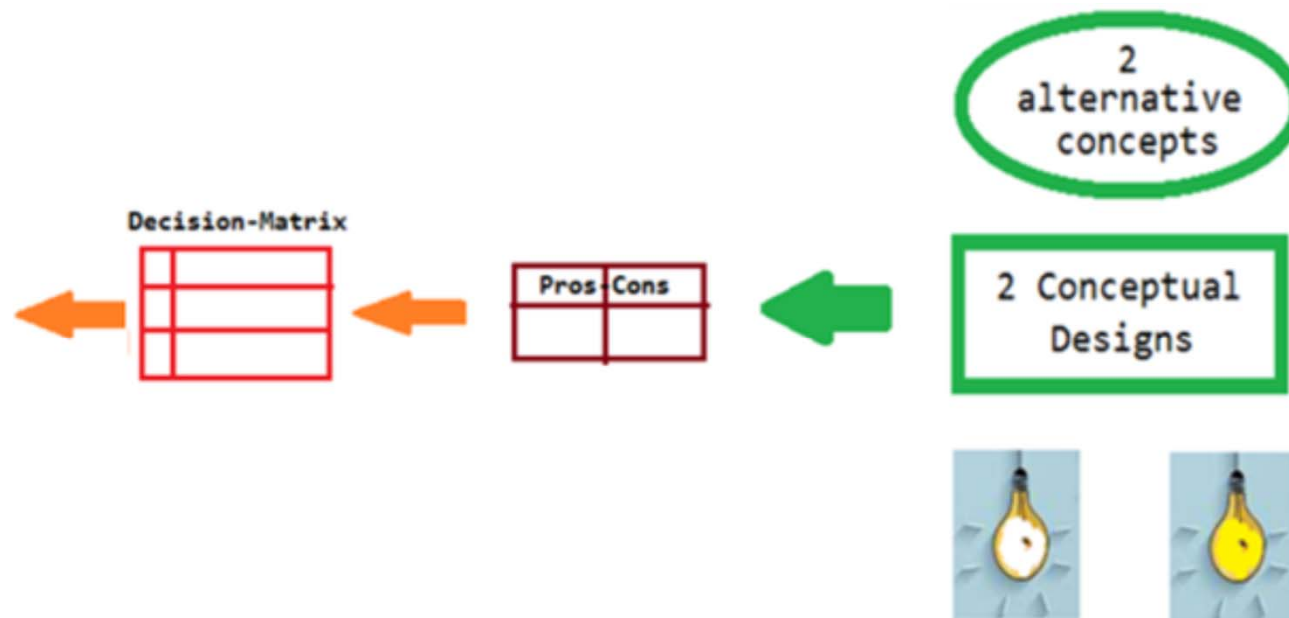 2
alternative
concepts
Decision-Matrix
Pros-Cons
2 Conceptual
Designs